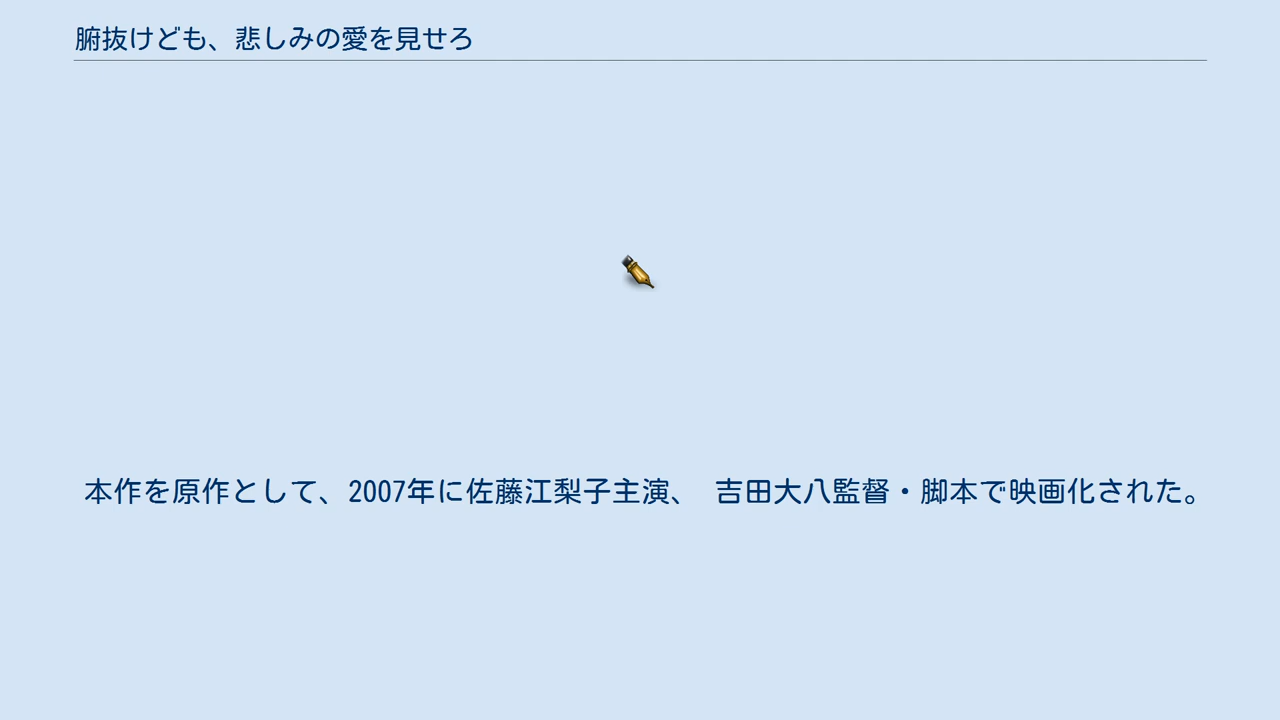 腑抜けども、悲しみの愛を見せろ
本作を原作として、2007年に佐藤江梨子主演、 吉田大八監督・脚本で映画化された。